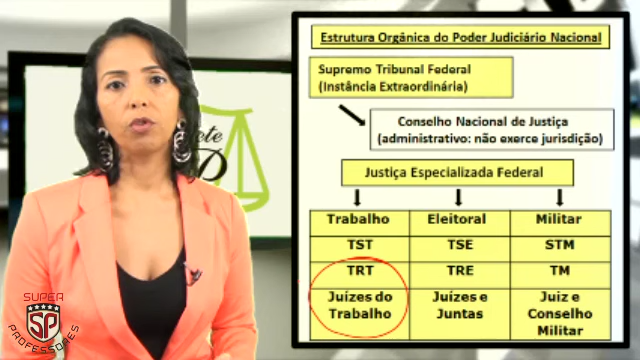 Estrutura Orgânica do Poder Judiciário Nacional
Supremo Tribunal Federal
(Instância Extraordinária)
Conselho Nacional de Justiça
(administrativo: não exerce jurisdição)
Justiça Especializada Federal
Trabalho Eleitoral Militar
TST TSE STM
TRT TRE TM
Juízes do Juízes e Juiz e
Trabalho Juntas Conselho
Militar
SUPER
SP
PROFESSORES